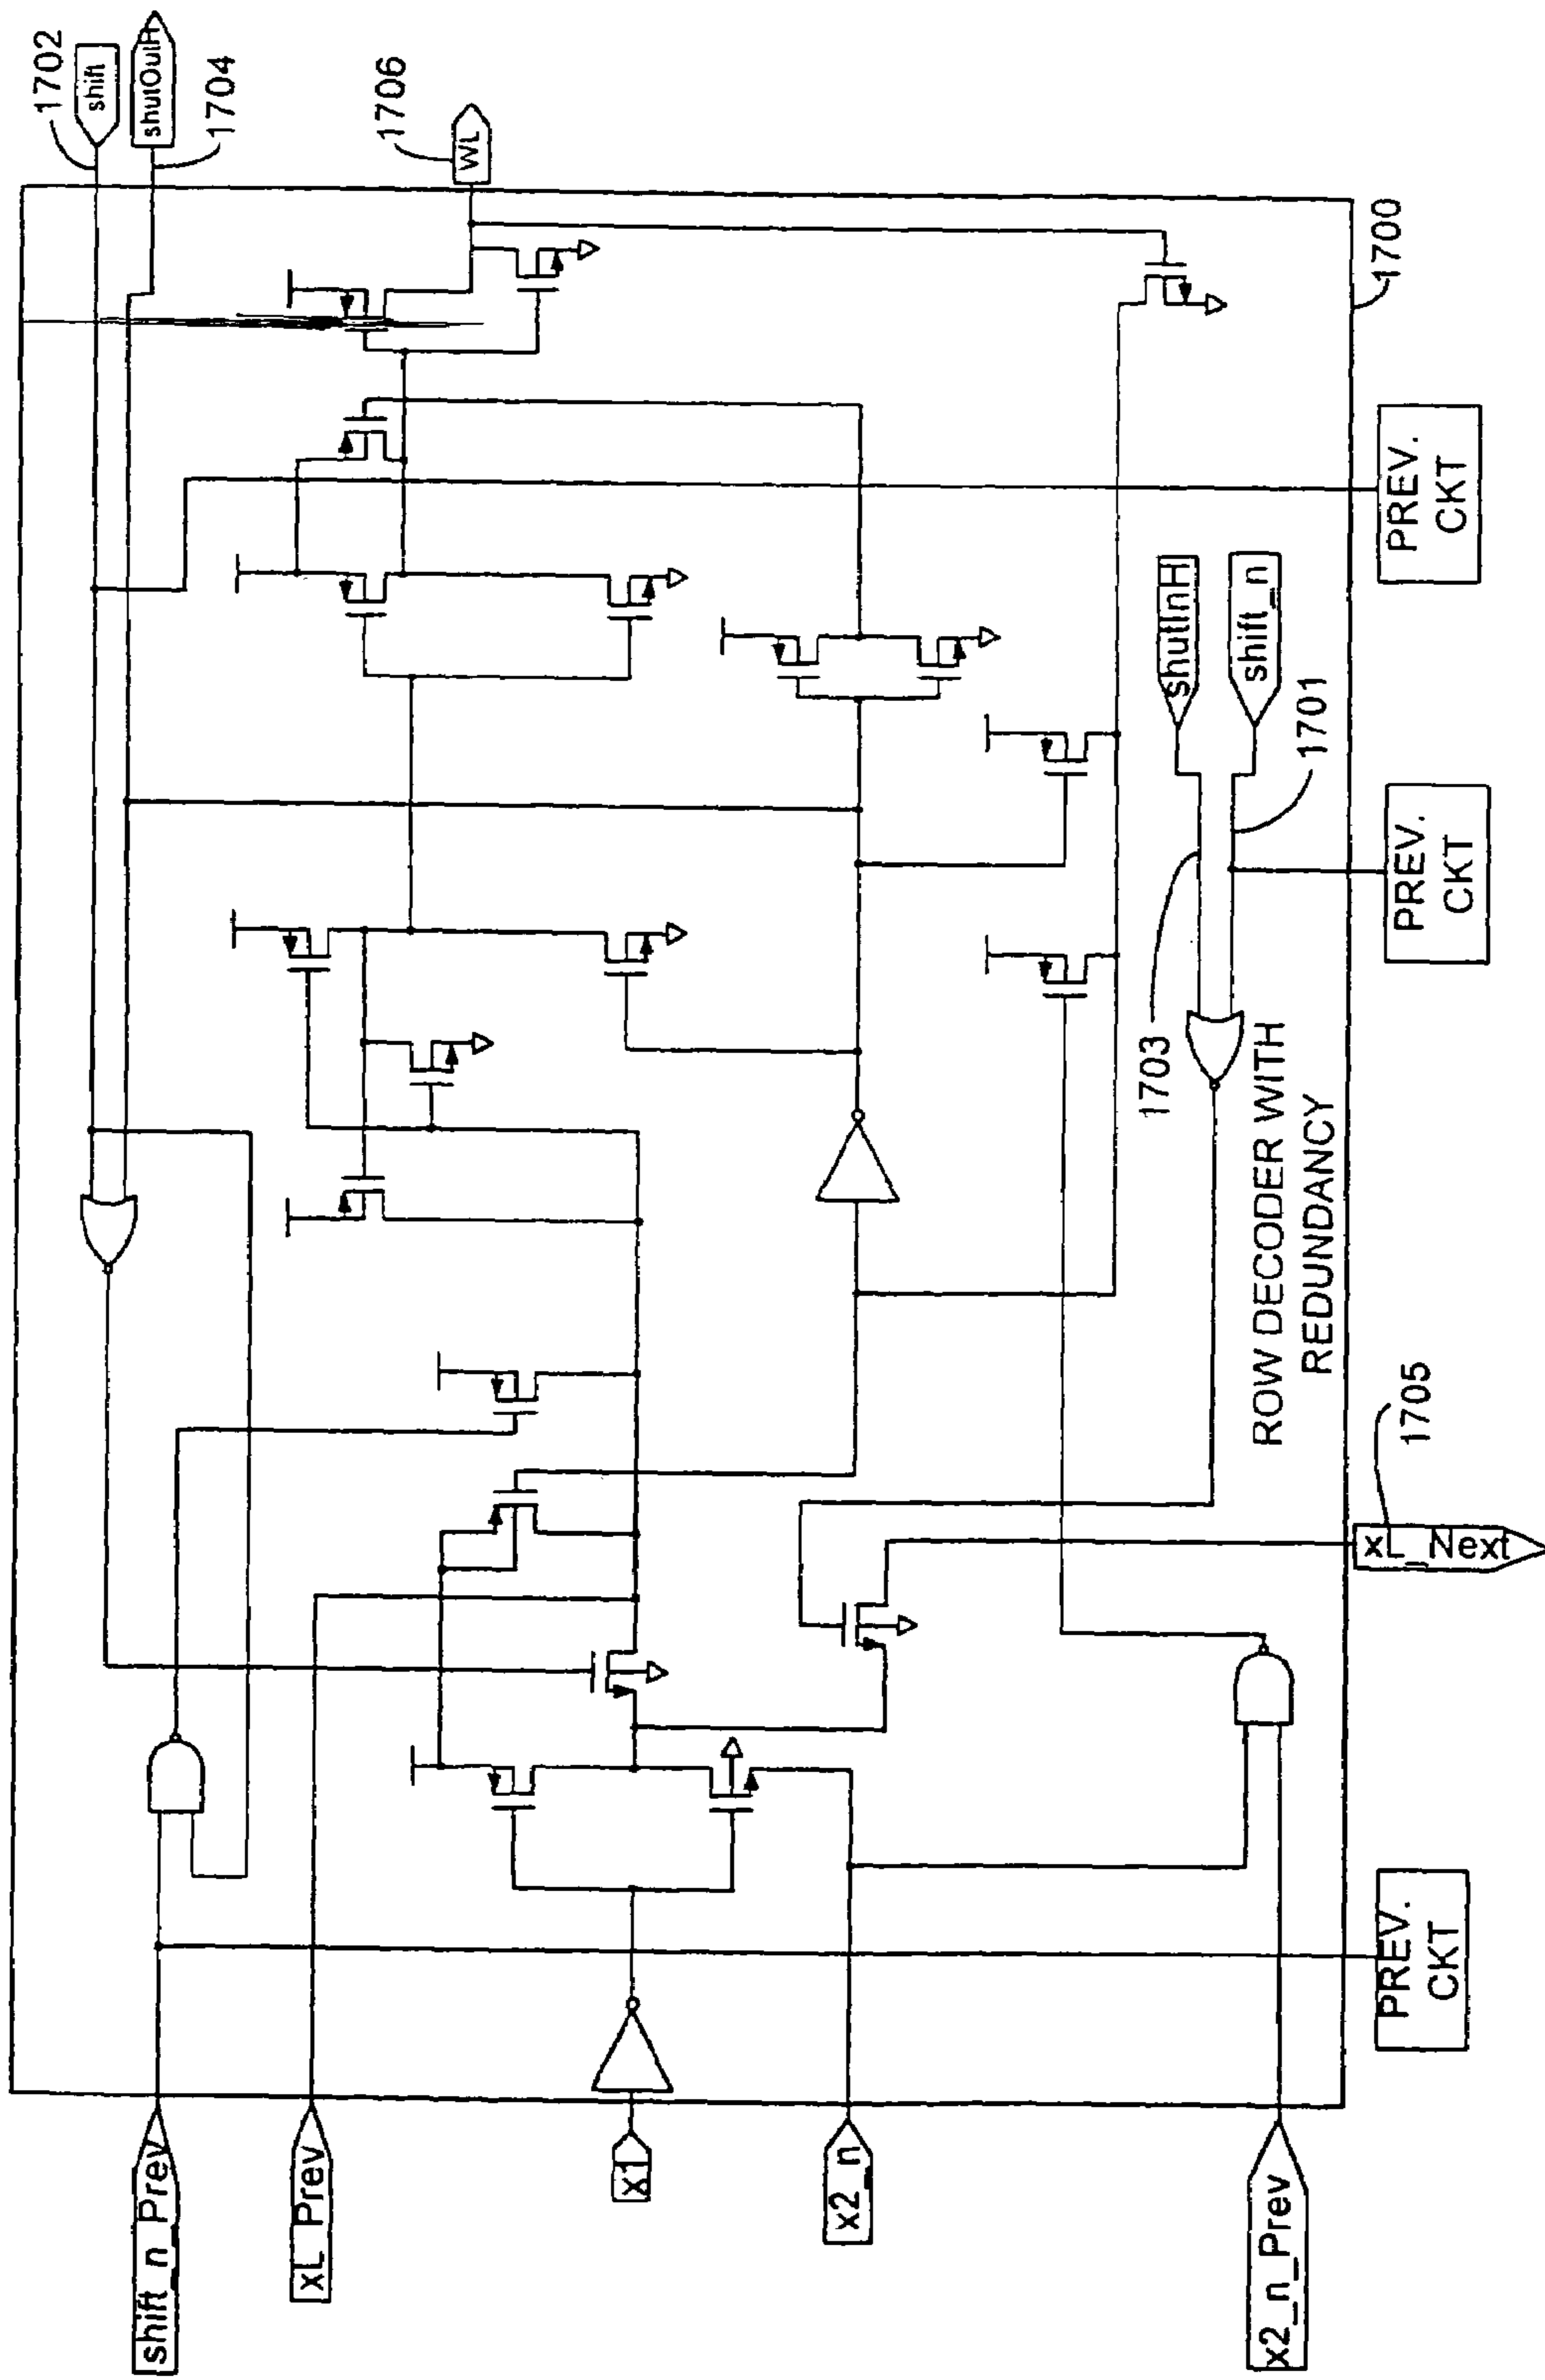 1702
shift
shutOutH
1704
1706
WL
1700
PREV.
CKT
shutInH
shift_n
1701
PREV.
CKT
1703
ROW DECODER WITH
REDUNDANCY
1705
xL_Next
PREV.
CKT
shift_n_Prev
xL_Prev
x1
x2_n
x2_n_Prev